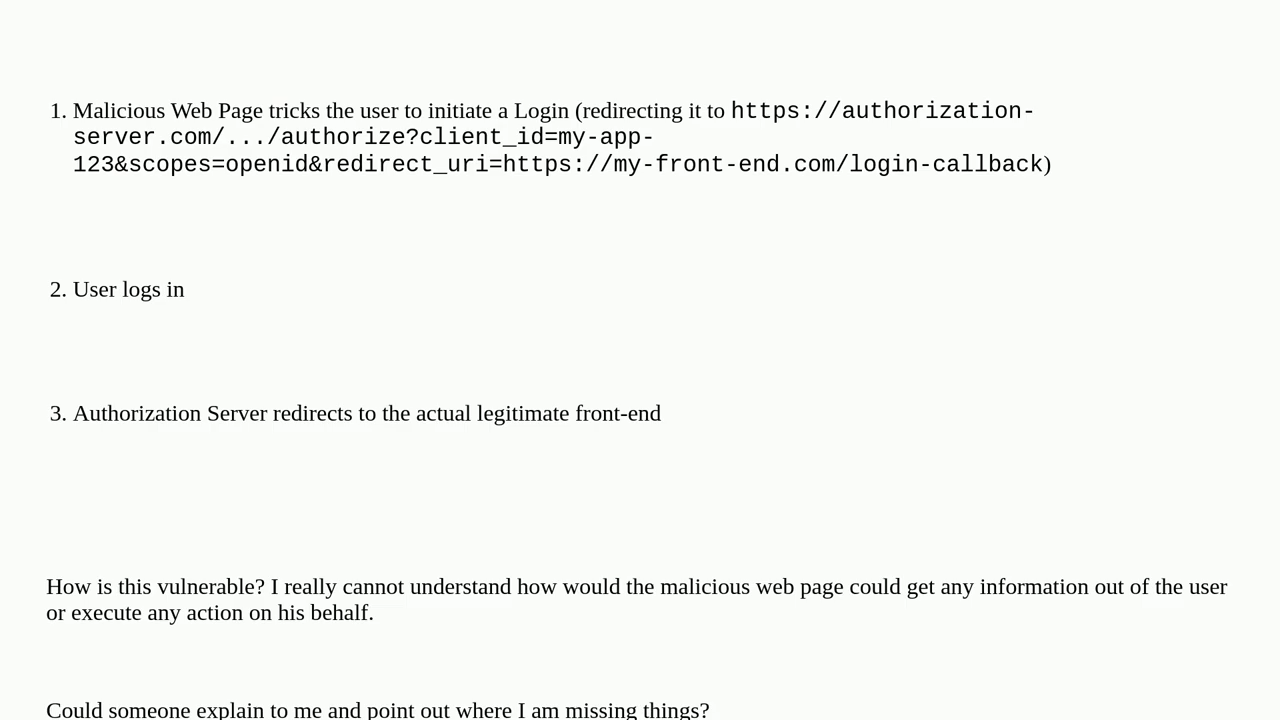 1. Malicious Web Page tricks the user to initiate a Login (redirecting it to https://authorization-
server.com/.../authorize?client_id=my-app-
123&scopes=openid&redirect_uri=https://my-front-end.com/login-callback)
2. User logs in
3. Authorization Server redirects to the actual legitimate front-end
How is this vulnerable? I really cannot understand how would the malicious web page could get any information out of the user
or execute any action on his behalf.
Could someone explain to me and point out where I am missing things?